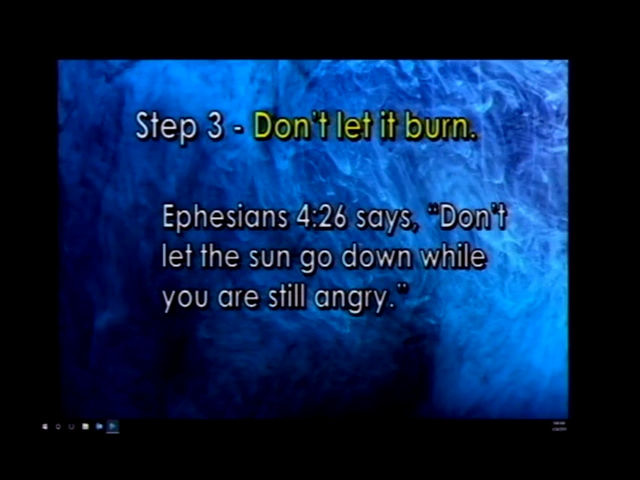 Step 3 - Don't let it burn.
Ephesians 4:26 says, "Don't
let the sun go down while
you are still angry."